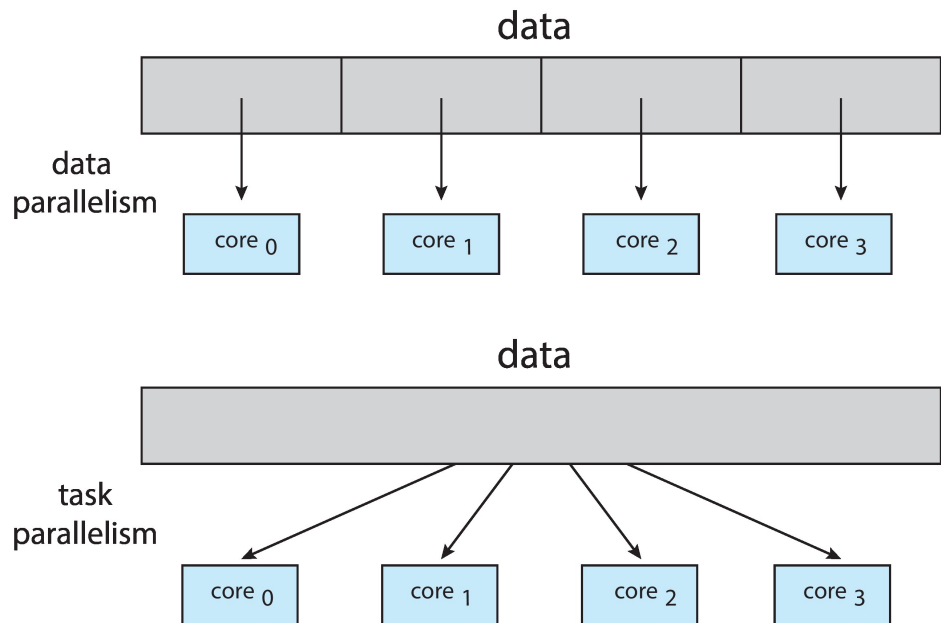 data
data
parallelism
core 0
core 1
core 2
core 3
data
task
parallelism
core 0
core 1
core 2
core 3